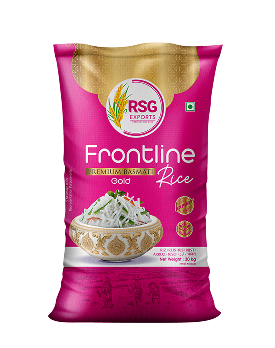 RSG
EXPORTS
Frontline
PREMIUM BASMATI
Rice
Gold
Net Weight : 30 kg